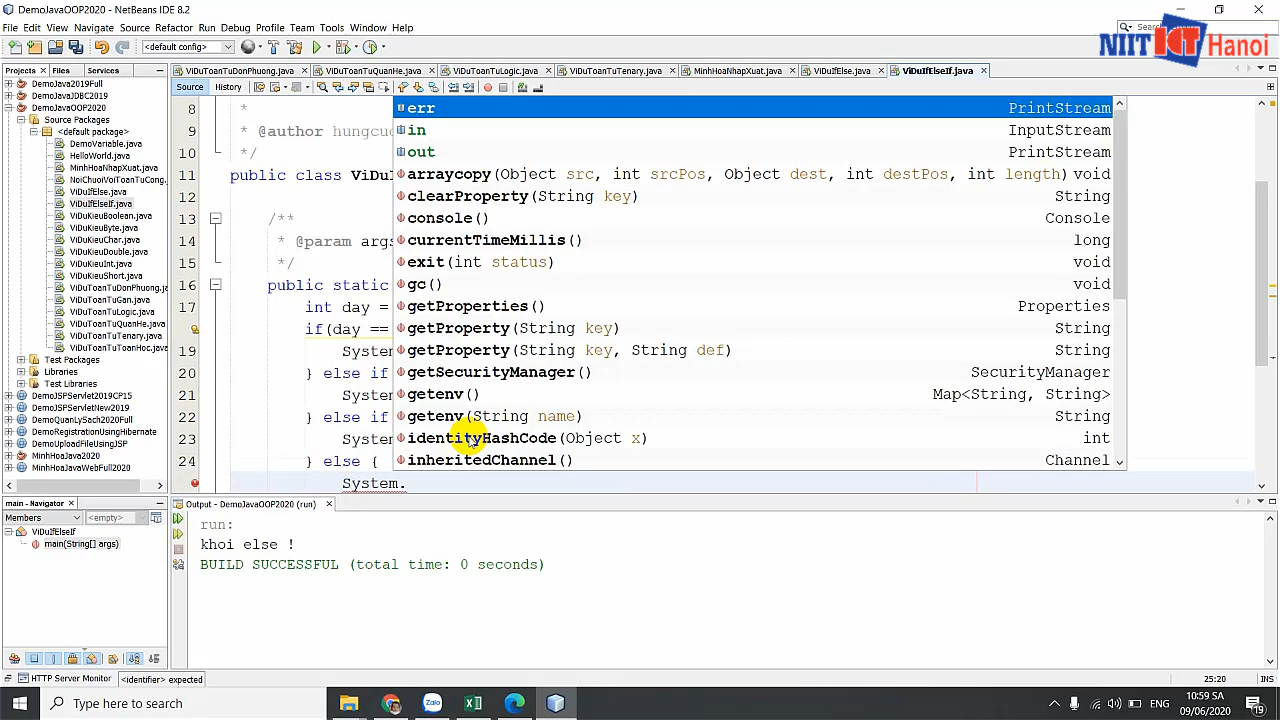 DemoJavaOOP2020 - NetBeans IDE 8.2
File Edit View Navigate Source Refactor Run Debug Profile Team Tools Window Help
NIIT ICT Hanoi
<default config>
Projects Files Services
ViDuToanTuDonPhuong.java ViDuToanTuQuanHe.java ViDuToanTuLogic.java ViDuToanTuTenary.java MinhHoaNhapXuat.java ViDuIfElse.java ViDuIfElseIf.java
Source History
DemoJava2019Full
DemoJavaJDBC2019
DemoJavaOOP2020
Source Packages
<default package>
DemoVariable.java
HelloWorld.java
MinhHoaNhapXuat.java
NoiChuoiVoiToanTuCong.
ViDuIfElse.java
ViDuIfElseIf.java
ViDuKieuBoolean.java
ViDuKieuByte.java
ViDuKieuChar.java
ViDuKieuDouble.java
ViDuKieuInt.java
ViDuKieuShort.java
ViDuToanTuDonPhuong.j
ViDuToanTuGan.java
ViDuToanTuLogic.java
ViDuToanTuQuanHe.java
ViDuToanTuTenary.java
ViDuToanTuToanHoc.java
Test Packages
Libraries
Test Libraries
DemoJSPServlet2019CP15
DemoJSPServletNew2019
DemoQuanLySach2020Full
DemoRegistrationUsingHibernate
DemoUploadFileUsingJSP
MinhHoaJava2020
MinhHoaJavaWebFull2020
8 *
9 * @author hungcuo
10 */
11 public class ViDuI
12
13 /**
14 * @param args
15 */
16 public static
17 int day =
if(day ==
19 System
20 } else if
21 System
22 } else if
23 System
24 } else {
System.
err PrintStream
in InputStream
out PrintStream
arraycopy(Object src, int srcPos, Object dest, int destPos, int length) void
clearProperty(String key) String
console() Console
currentTimeMillis() long
exit(int status) void
gc() void
getProperties() Properties
getProperty(String key) String
getProperty(String key, String def) String
getSecurityManager() SecurityManager
getenv() Map<String, String>
getenv(String name) String
identityHashCode(Object x) int
inheritedChannel() Channel
main - Navigator
Members <empty>
ViDuIfElseIf
main(String[] args)
Output - DemoJavaOOP2020 (run)
run:
khoi else !
BUILD SUCCESSFUL (total time: 0 seconds)
HTTP Server Monitor <identifier> expected 25:20 INS
Type here to search
ENG
10:59 SA
09/06/2020
19